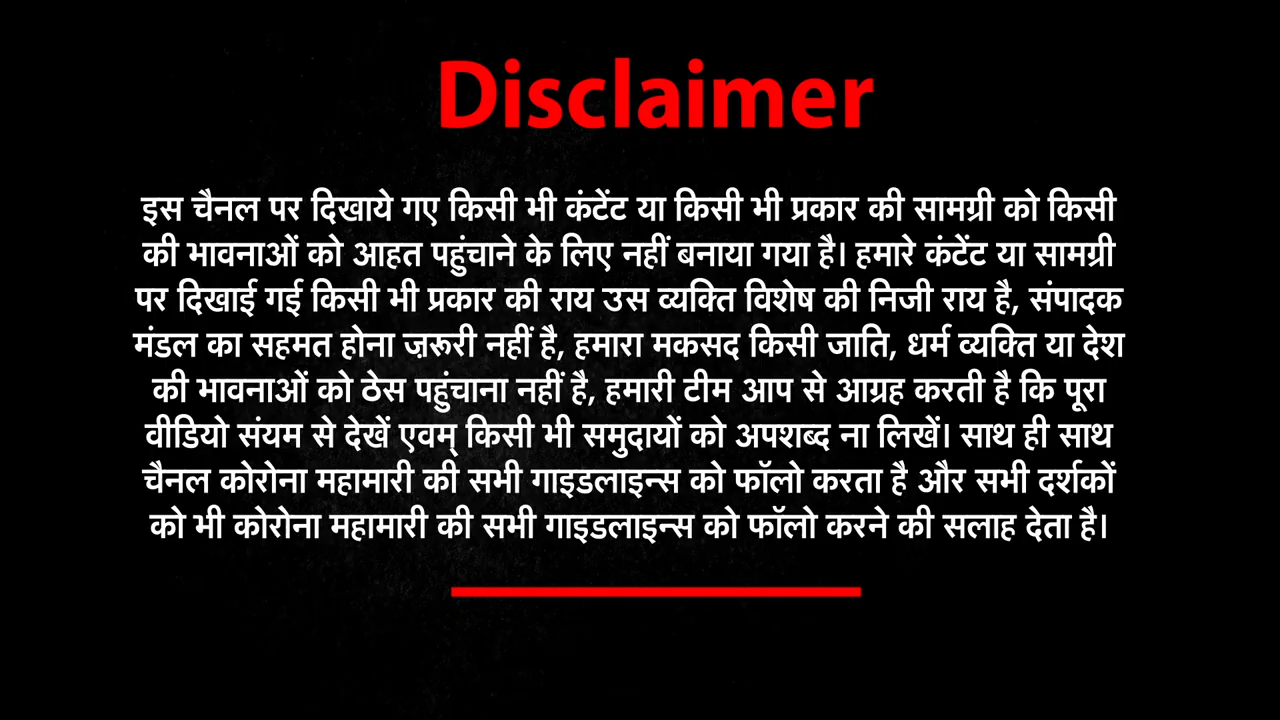 Disclaimer
इस चैनल पर दिखाये गए किसी भी कंटेंट या किसी भी प्रकार की सामग्री को किसी
की भावनाओं को आहत पहुंचाने के लिए नहीं बनाया गया है। हमारे कंटेंट या सामग्री
पर दिखाई गई किसी भी प्रकार की राय उस व्यक्ति विशेष की निजी राय है, संपादक
मंडल का सहमत होना ज़रूरी नहीं है, हमारा मकसद किसी जाति, धर्म व्यक्ति या देश
की भावनाओं को ठेस पहुंचाना नहीं है, हमारी टीम आप से आग्रह करती है कि पूरा
वीडियो संयम से देखें एवम् किसी भी समुदायों को अपशब्द ना लिखें। साथ ही साथ
चैनल कोरोना महामारी की सभी गाइडलाइन्स को फॉलो करता है और सभी दर्शकों
को भी कोरोना महामारी की सभी गाइडलाइन्स को फॉलो करने की सलाह देता है।